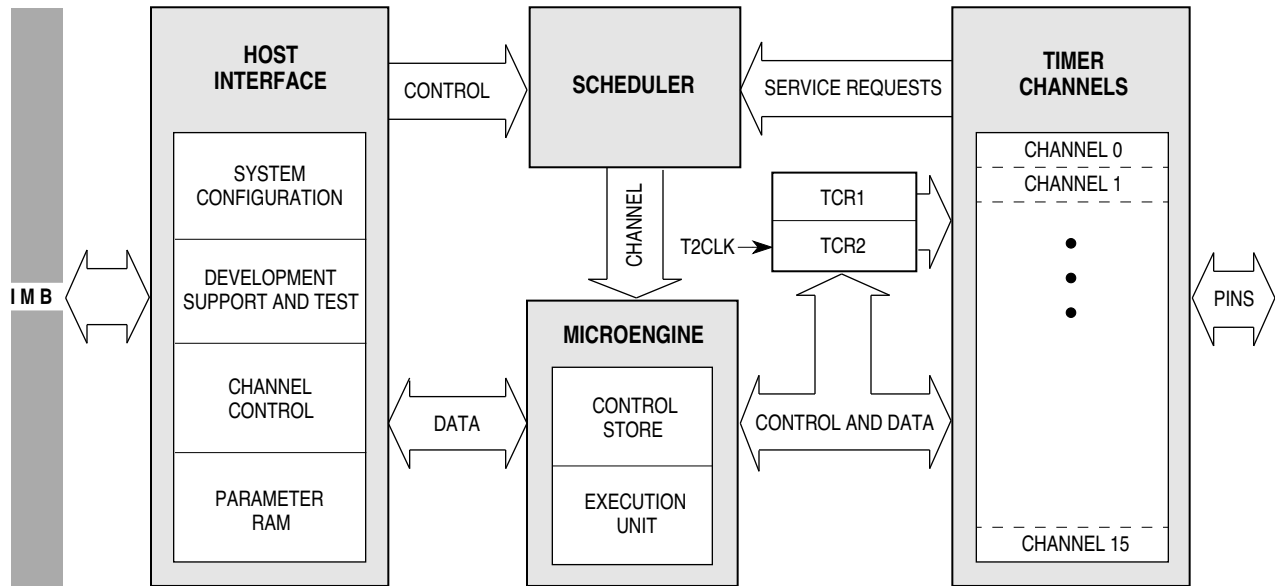 I M B
HOST
INTERFACE
SYSTEM
CONFIGURATION
DEVELOPMENT
SUPPORT AND TEST
CHANNEL
CONTROL
PARAMETER
RAM
CONTROL
DATA
SCHEDULER
CHANNEL
MICROENGINE
CONTROL
STORE
EXECUTION
UNIT
SERVICE REQUESTS
T2CLK
TCR1
TCR2
CONTROL AND DATA
TIMER
CHANNELS
CHANNEL 0
CHANNEL 1
CHANNEL 15
PINS